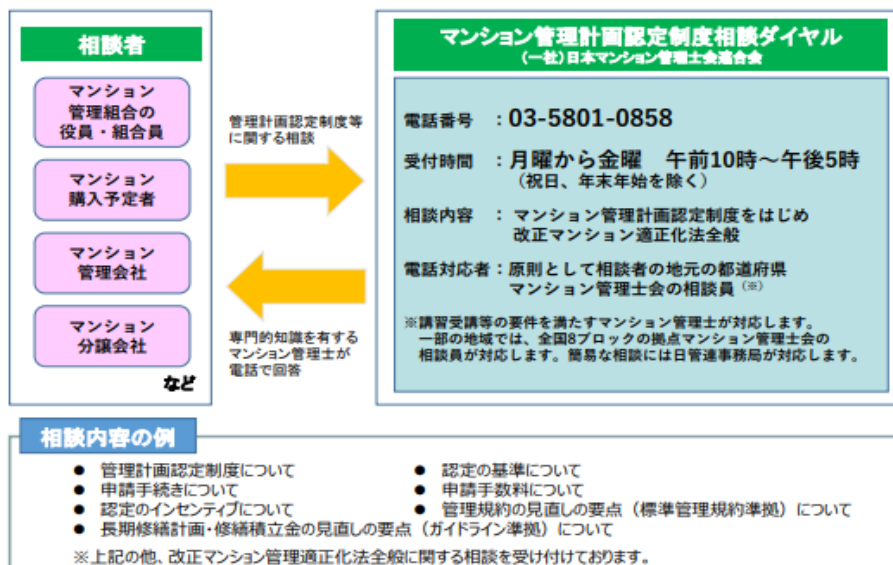 相談者
マンション
管理組合の
役員・組合員
マンション
購入予定者
マンション
管理会社
マンション
分譲会社
など
管理計画認定制度等
に関する相談
専門的知識を有する
マンション管理士が
電話で回答
マンション管理計画認定制度相談ダイヤル
(一社)日本マンション管理士会連合会
電話番号 :03-5801-0858
受付時間 :月曜から金曜 午前10時～午後5時
(祝日、年末年始を除く)
相談内容 : マンション管理計画認定制度をはじめ
改正マンション適正化法全般
電話対応者:原則として相談者の地元の都道府県
マンション管理士会の相談員(※)
※講習受講等の要件を満たすマンション管理士が対応します。
一部の地域では、全国8ブロックの拠点マンション管理士会の
相談員が対応します。簡易な相談には日管連事務局が対応します。
相談内容の例
● 管理計画認定制度について
● 認定の基準について
● 申請手続きについて
● 申請手数料について
● 認定のインセンティブについて
● 管理規約の見直しの要点(標準管理規約準拠)について
● 長期修繕計画・修繕積立金の見直しの要点(ガイドライン準拠)について
※上記の他、改正マンション管理適正化法全般に関する相談を受け付けております。